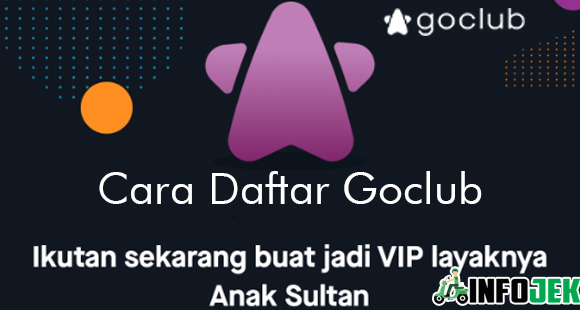 goclub
Cara Daftar Goclub
Ikutan sekarang buat jadi VIP layaknya
Anak Sultan
INFOJEK